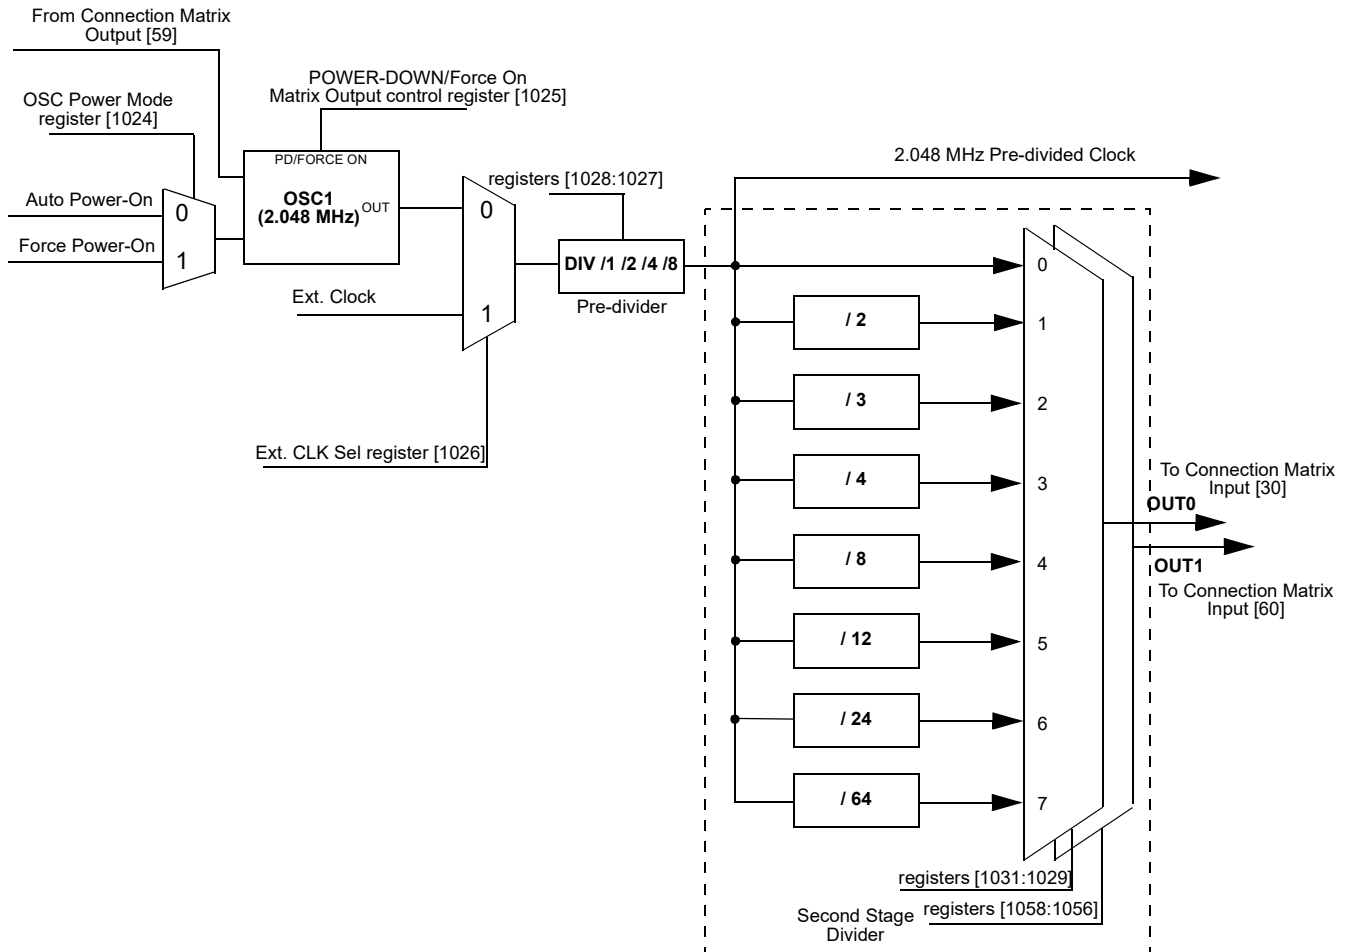 From Connection Matrix
Output [59]
POWER-DOWN/Force On
Matrix Output control register [1025]
OSC Power Mode
register [1024]
PD/FORCE ON
OSC1
(2.048 MHz)
OUT
Auto Power-On
0
Force Power-On
1
0
1
Ext. Clock
Ext. CLK Sel register [1026]
registers [1028:1027]
DIV /1 /2 /4 /8
Pre-divider
2.048 MHz Pre-divided Clock
0
/ 2
1
/ 3
2
/ 4
3
/ 8
4
/ 12
5
/ 24
6
/ 64
7
To Connection Matrix
Input [30]
OUT0
OUT1
To Connection Matrix
Input [60]
registers [1031:1029]
registers [1058:1056]
Second Stage
Divider